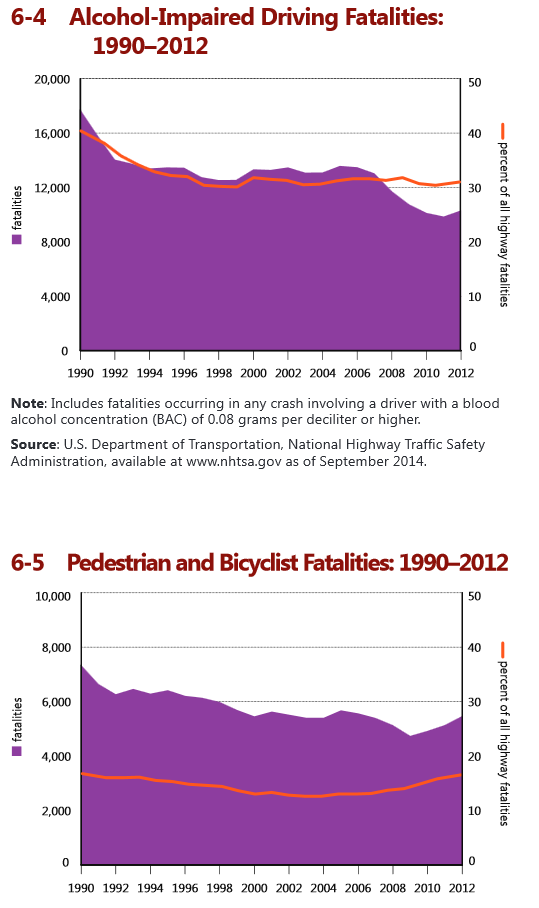 6-4 Alcohol-Impaired Driving Fatalities:
1990–2012
20,000
16,000
12,000
8,000
4,000
0
fatalities
50
40
30
20
10
0
percent of all highway fatalities
1990 1992 1994 1996 1998 2000 2002 2004 2006 2008 2010 2012
Note: Includes fatalities occurring in any crash involving a driver with a blood
alcohol concentration (BAC) of 0.08 grams per deciliter or higher.
Source: U.S. Department of Transportation, National Highway Traffic Safety
Administration, available at www.nhtsa.gov as of September 2014.
6-5 Pedestrian and Bicyclist Fatalities: 1990–2012
10,000
8,000
6,000
4,000
2,000
0
fatalities
50
40
30
20
10
0
percent of all highway fatalities
1990 1992 1994 1996 1998 2000 2002 2004 2006 2008 2010 2012